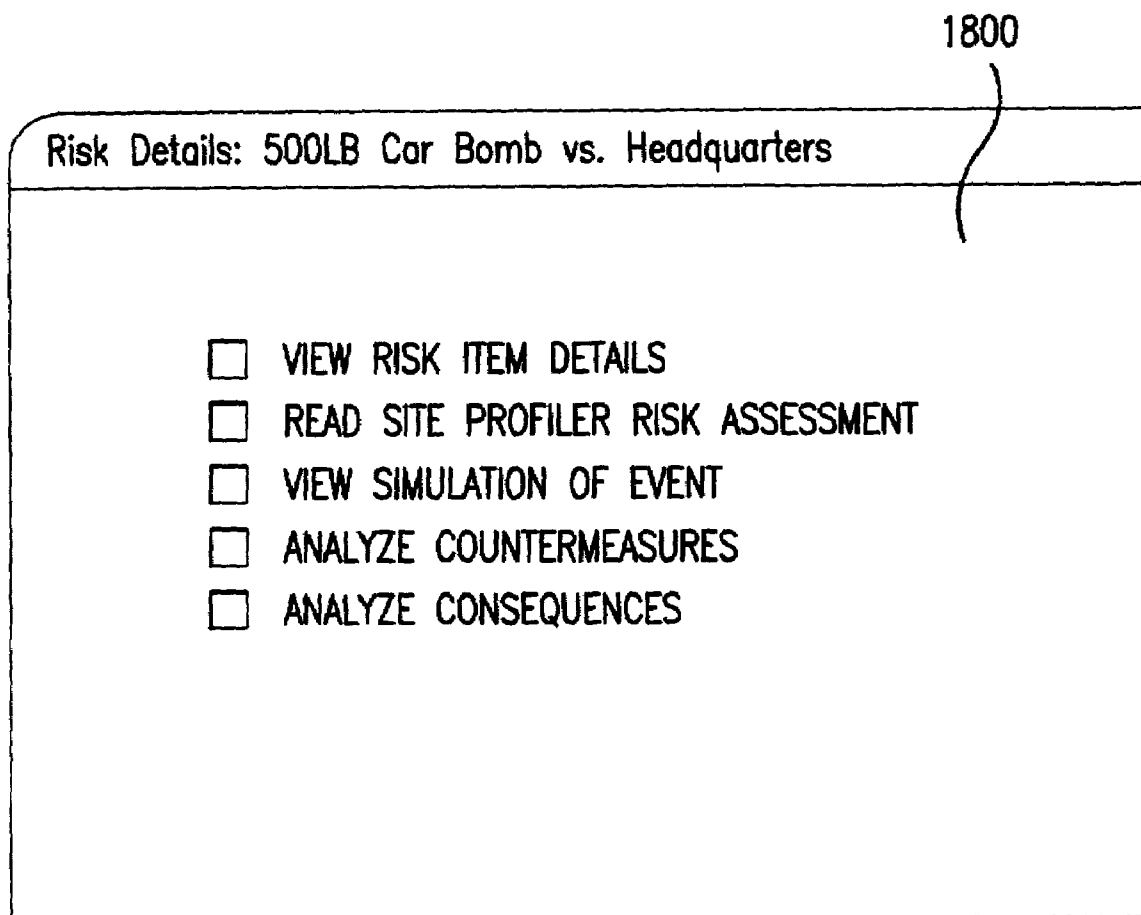 1800
Risk Details: 500LB Car Bomb vs. Headquarters
VIEW RISK ITEM DETAILS
READ SITE PROFILER RISK ASSESSMENT
VIEW SIMULATION OF EVENT
ANALYZE COUNTERMEASURES
ANALYZE CONSEQUENCES